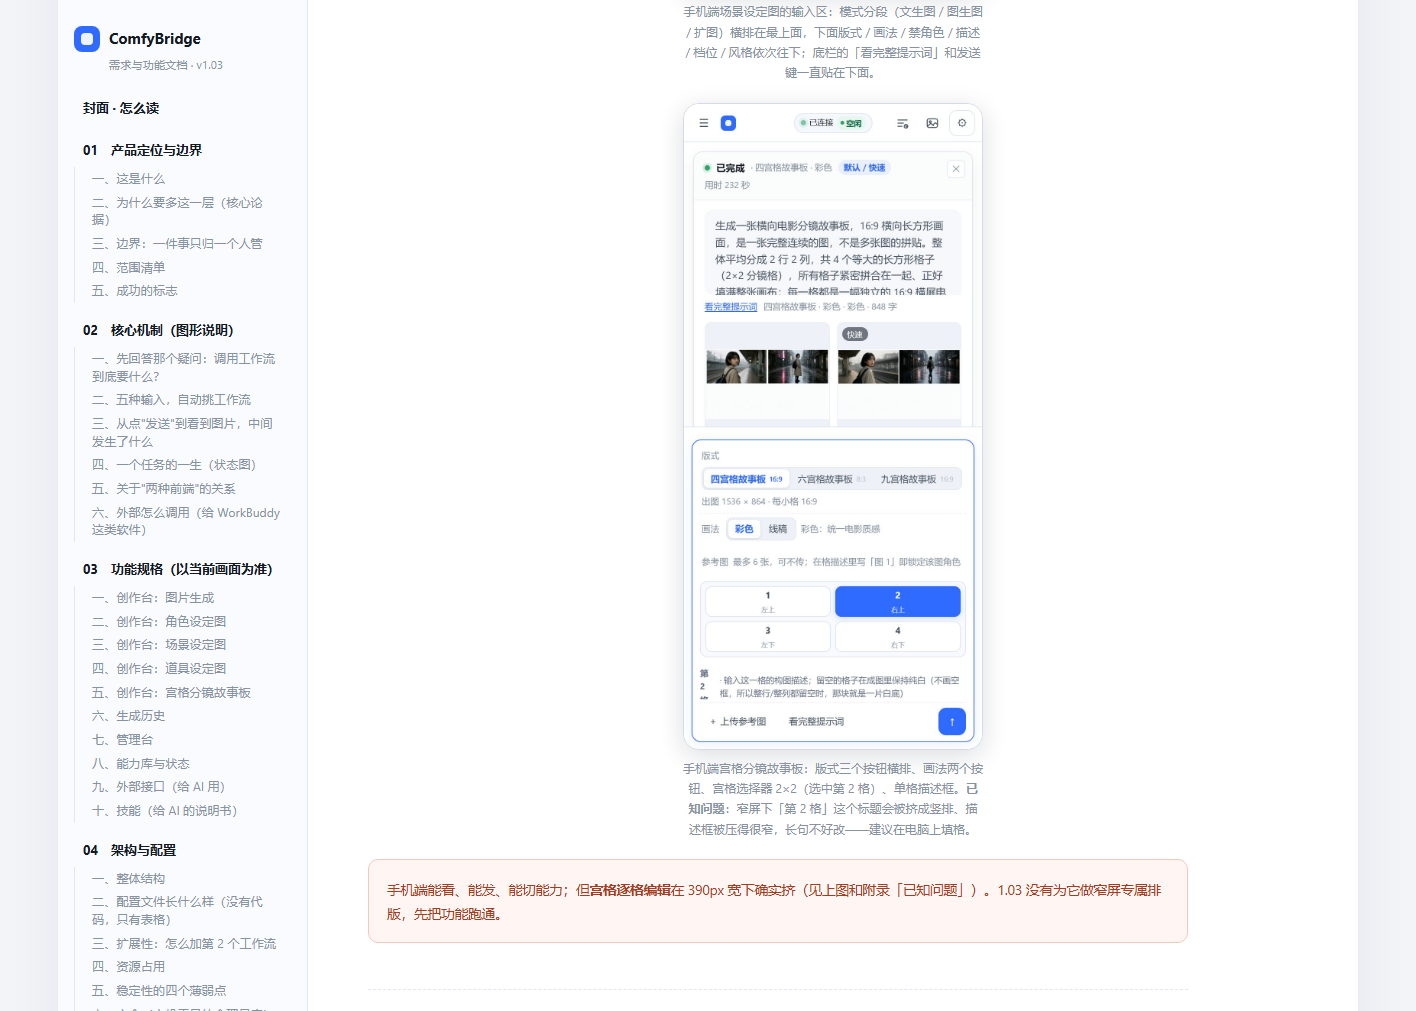 ComfyBridge
需求与功能文档 · v1.03
封面 · 怎么读
01 产品定位与边界
一、这是什么
二、为什么要多这一层（核心论
据）
三、边界：一件事只归一个人管
四、范围清单
五、成功的标志
02 核心机制（图形说明）
一、先回答那个疑问：调用工作流
到底要什么？
二、五种输入，自动挑工作流
三、从点"发送"到看到图片，中间
发生了什么
四、一个任务的一生（状态图）
五、关于"两种前端"的关系
六、外部怎么调用（给 WorkBuddy
这类软件）
03 功能规格（以当前画面为准）
一、创作台：图片生成
二、创作台：角色设定图
三、创作台：场景设定图
四、创作台：道具设定图
五、创作台：宫格分镜故事板
六、生成历史
七、管理台
八、能力库与状态
九、外部接口（给 AI 用）
十、技能（给 AI 的说明书）
04 架构与配置
一、整体结构
二、配置文件长什么样（没有代
码，只有表格）
三、扩展性：怎么加第 2 个工作流
四、资源占用
五、稳定性的四个薄弱点
手机端场景设定图的输入区：模式分段（文生图 / 图生图
/ 扩图）横排在最上面，下面版式 / 画法 / 禁角色 / 描述
/ 档位 / 风格依次往下；底栏的「看完整提示词」和发送
键一直贴在下面。
已连接 空闲
已完成 · 四宫格故事板 · 彩色 默认 / 快速
用时 232 秒
生成一张横向电影分镜故事板，16:9 横向长方形画
面，是一张完整连续的图，不是多张图的拼贴。整
体平均分成 2 行 2 列，共 4 个等大的长方形格子
（2×2 分镜格），所有格子紧密拼合在一起、正好
填满整张画布；每一格都是一幅独立的 16:9 横屏电
看完整提示词 四宫格故事板 · 彩色 · 彩色 · 848 字
快速
版式
四宫格故事板 16:9 六宫格故事板 8:3 九宫格故事板 16:9
出图 1536 × 864 · 每小格 16:9
画法 彩色 线稿 彩色：统一电影质感
参考图 最多 6 张，可不传；在格描述里写「图 1」即锁定该图角色
1 2
左上 右上
3 4
左下 右下
第
2
· 输入这一格的构图描述；留空的格子在成图里保持纯白（不画空
框，所以整行/整列都留空时，那块就是一片白底）
+ 上传参考图 看完整提示词 ↑
手机端宫格分镜故事板：版式三个按钮横排、画法两个按
钮、宫格选择器 2×2（选中第 2 格）、单格描述框。已
知问题：窄屏下「第 2 格」这个标题会被挤成竖排、描
述框被压得很窄，长句不好改——建议在电脑上填格。
手机端能看、能发、能切能力；但宫格逐格编辑在 390px 宽下确实挤（见上图和附录「已知问题」）。1.03 没有为它做窄屏专属排
版，先把功能跑通。